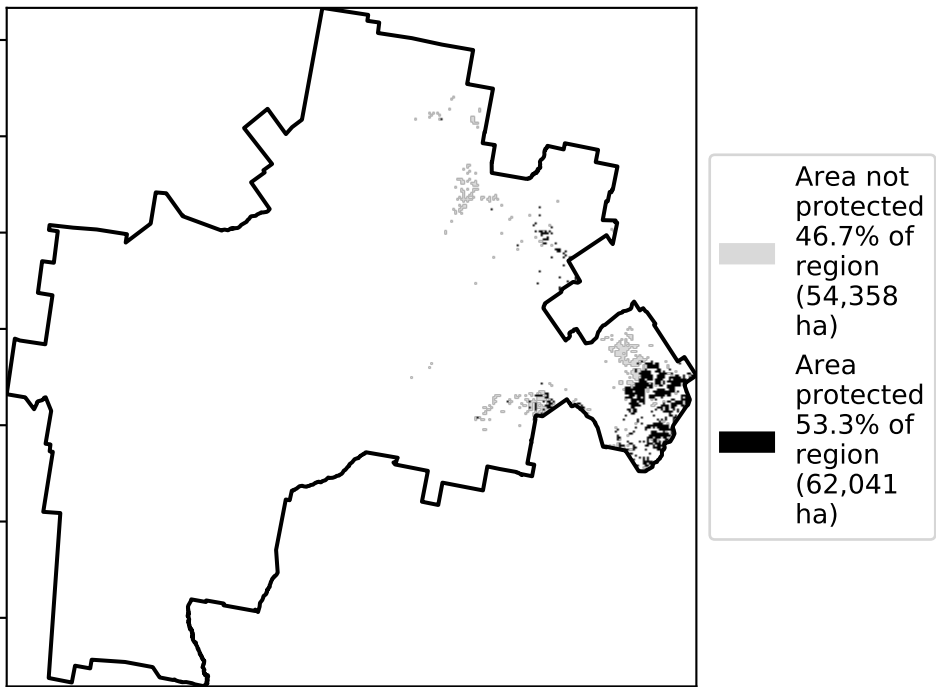 Area not
protected
46.7% of
region
(54,358
ha)
Area
protected
53.3% of
region
(62,041
ha)